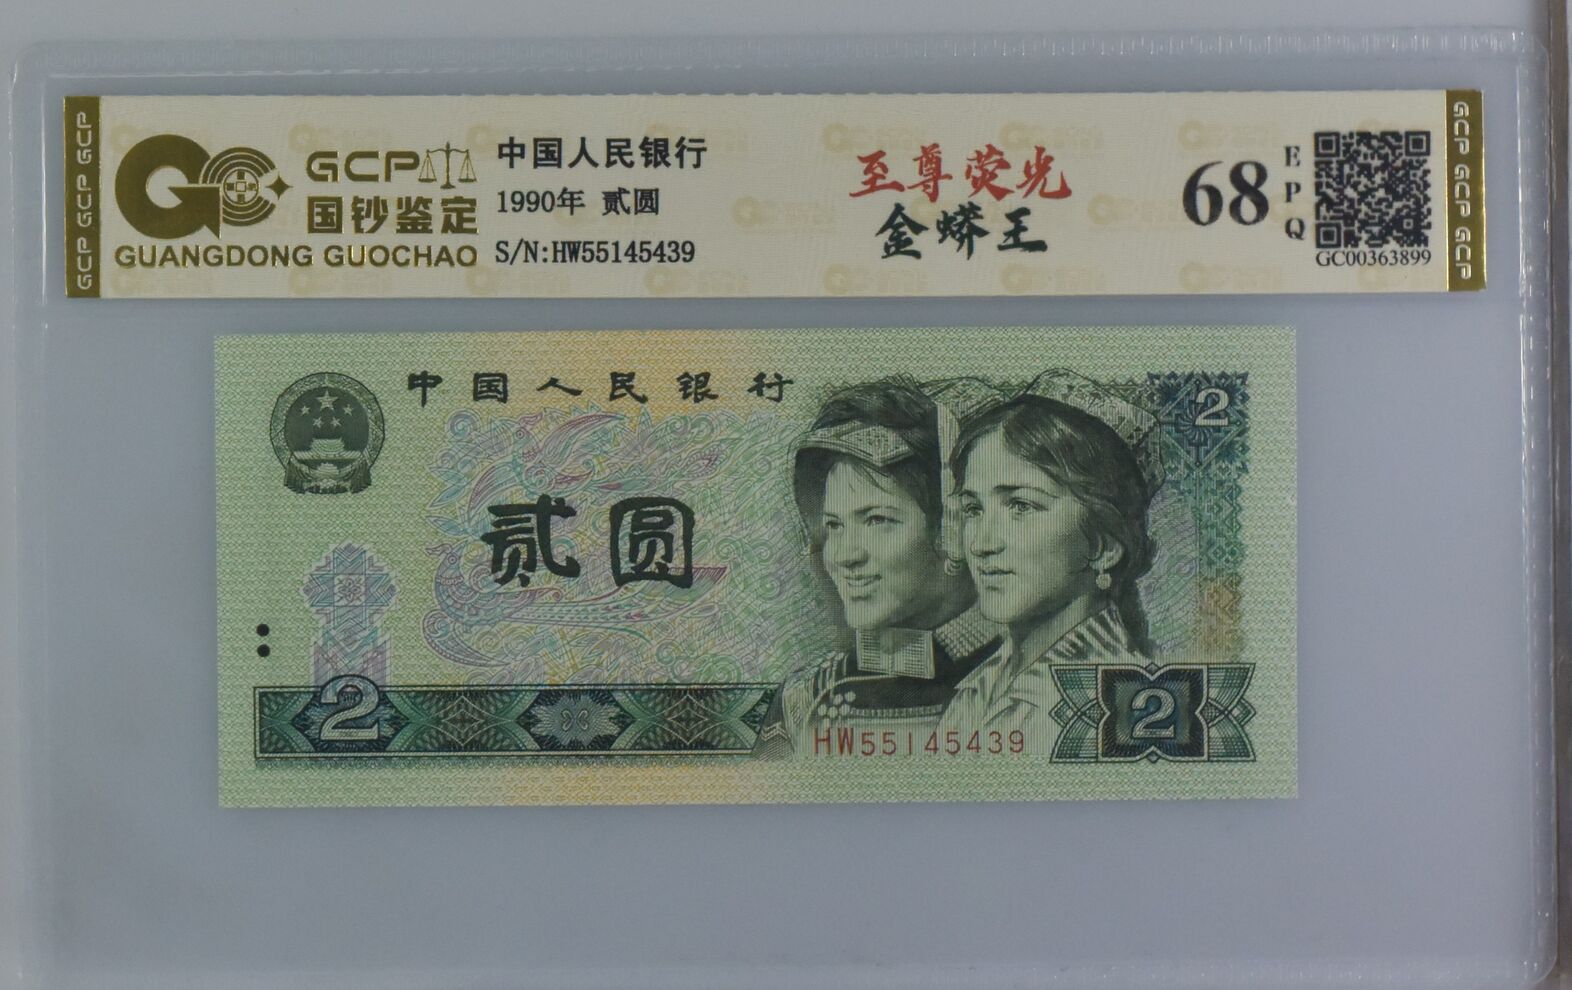 GCP GCP GCP
GCP
国钞鉴定
GUANGDONG GUOCHAO
中国人民银行
1990年 贰圆
S/N:HW55145439
至尊荧光
金蟒王
68
EPQ
GC00363899
GCP GCP GCP
中国人民银行
2
贰圆
2
HW55145439
2